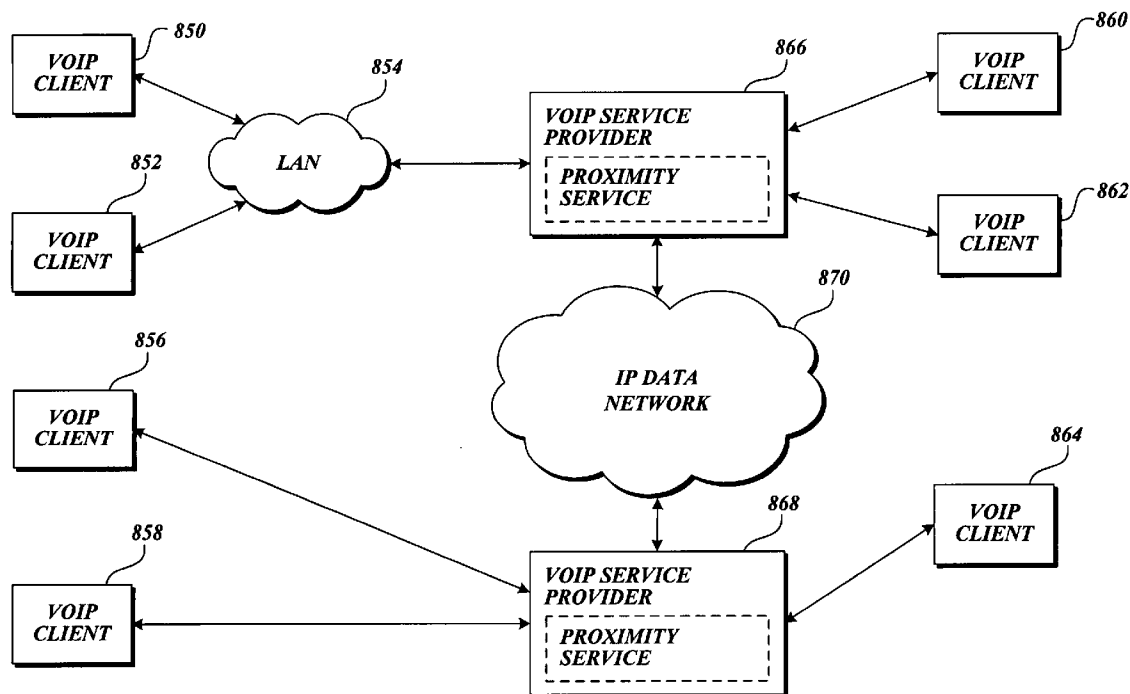 850
VOIP
CLIENT
854
LAN
852
VOIP
CLIENT
866
VOIP SERVICE
PROVIDER
PROXIMITY
SERVICE
860
VOIP
CLIENT
862
VOIP
CLIENT
870
IP DATA
NETWORK
856
VOIP
CLIENT
858
VOIP
CLIENT
868
VOIP SERVICE
PROVIDER
PROXIMITY
SERVICE
864
VOIP
CLIENT